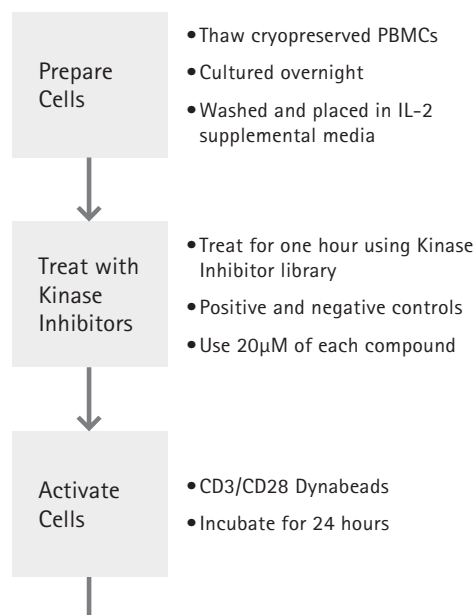 Prepare
Cells
• Thaw cryopreserved PBMCs
• Cultured overnight
• Washed and placed in IL-2
supplemental media
Treat with
Kinase
Inhibitors
• Treat for one hour using Kinase
Inhibitor library
• Positive and negative controls
• Use 20µM of each compound
Activate
Cells
• CD3/CD28 Dynabeads
• Incubate for 24 hours